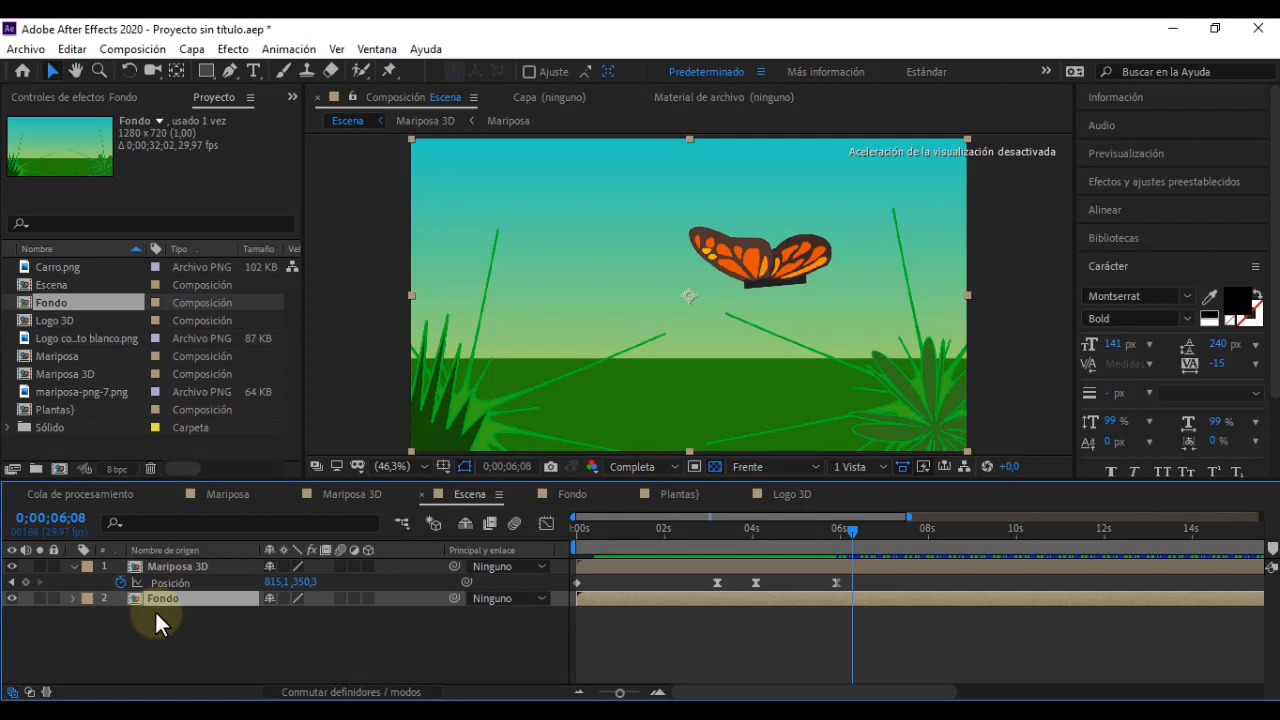 Ae Adobe After Effects 2020 - Proyecto sin título.aep *
Archivo Editar Composición Capa Efecto Animación Ver Ventana Ayuda
Ajuste Predeterminado Más información Estándar Buscar en la Ayuda
Controles de efectos Fondo Proyecto Composición Escena Capa (ninguno) Material de archivo (ninguno) Información
Fondo , usado 1 vez
1280 x 720 (1,00)
Δ 0;00;32;02, 29,97 fps
Escena Mariposa 3D Mariposa
Aceleración de la visualización desactivada
Audio
Previsualización
Efectos y ajustes preestablecidos
Alinear
Bibliotecas
Carácter
Montserrat
Bold
141 px 240 px
Medidas -15
- px
99 % 99 %
0 px 0 %
T T TT Tt T¹ T₁
Nombre Tipo Tamaño Vel
Carro.png Archivo PNG 102 KB
Escena Composición
Fondo Composición
Logo 3D Composición
Logo co...to blanco.png Archivo PNG 87 KB
Mariposa Composición
Mariposa 3D Composición
mariposa-png-7.png Archivo PNG 64 KB
Plantas} Composición
Sólido Carpeta
8 bpc
(46,3%) 0;00;06;08 Completa Frente 1 Vista +0,0
Cola de procesamiento Mariposa Mariposa 3D Escena Fondo Plantas} Logo 3D
0;00;06;08
00188 (29.97 fps)
:00s 02s 04s 06s 08s 10s 12s 14s
# Nombre de origen fx Principal y enlace
1 Mariposa 3D Ninguno
Posición 815,1 ,350,3
2 Fondo Ninguno
Conmutar definidores / modos